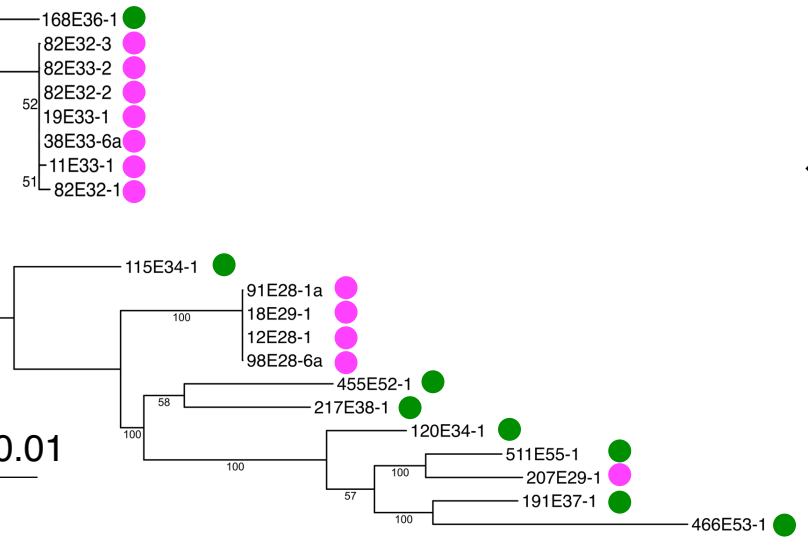 168E36-1
82E32-3
82E33-2
82E32-2
52
19E33-1
38E33-6a
11E33-1
51
82E32-1
115E34-1
91E28-1a
18E29-1
100
12E28-1
98E28-6a
455E52-1
58
217E38-1
100
120E34-1
0.01
511E55-1
100
100
207E29-1
57
191E37-1
100
466E53-1